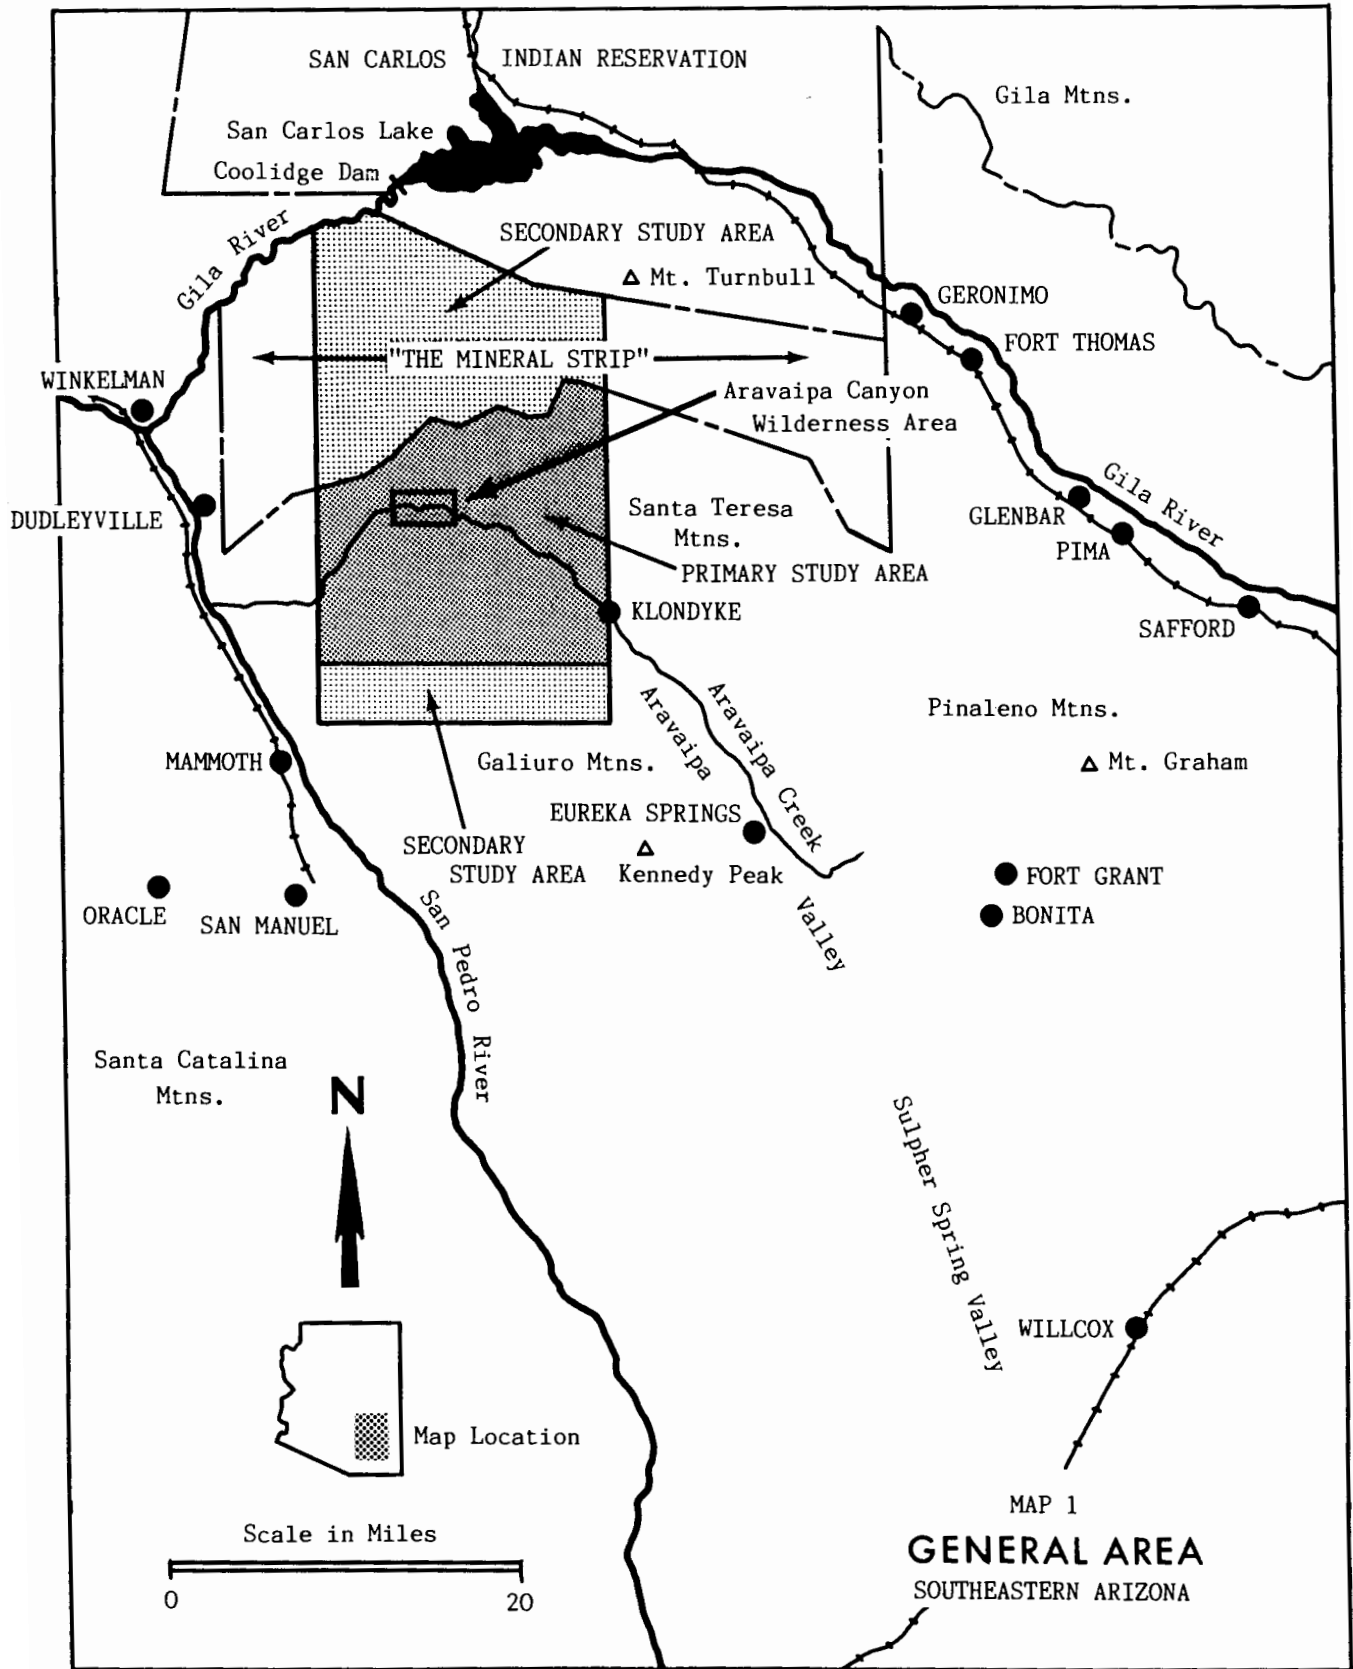 SAN CARLOS INDIAN RESERVATION
Gila Mtns.
San Carlos Lake
Coolidge Dam
Gila River
SECONDARY STUDY AREA
Mt. Turnbull
GERONIMO
FORT THOMAS
"THE MINERAL STRIP"
WINKELMAN
Aravaipa Canyon
Wilderness Area
Gila River
DUDLEYVILLE
Santa Teresa
Mtns.
GLENBAR
PIMA
PRIMARY STUDY AREA
KLONDYKE
SAFFORD
Aravaipa
Valley
Aravaipa Creek
Pinaleno Mtns.
MAMMOTH
Galiuro Mtns.
Mt. Graham
EUREKA SPRINGS
SECONDARY
STUDY AREA
Kennedy Peak
FORT GRANT
BONITA
ORACLE
SAN MANUEL
San Pedro River
Santa Catalina
Mtns.
N
Sulpher Spring Valley
WILLCOX
Map Location
MAP 1
Scale in Miles
0 20
GENERAL AREA
SOUTHEASTERN ARIZONA